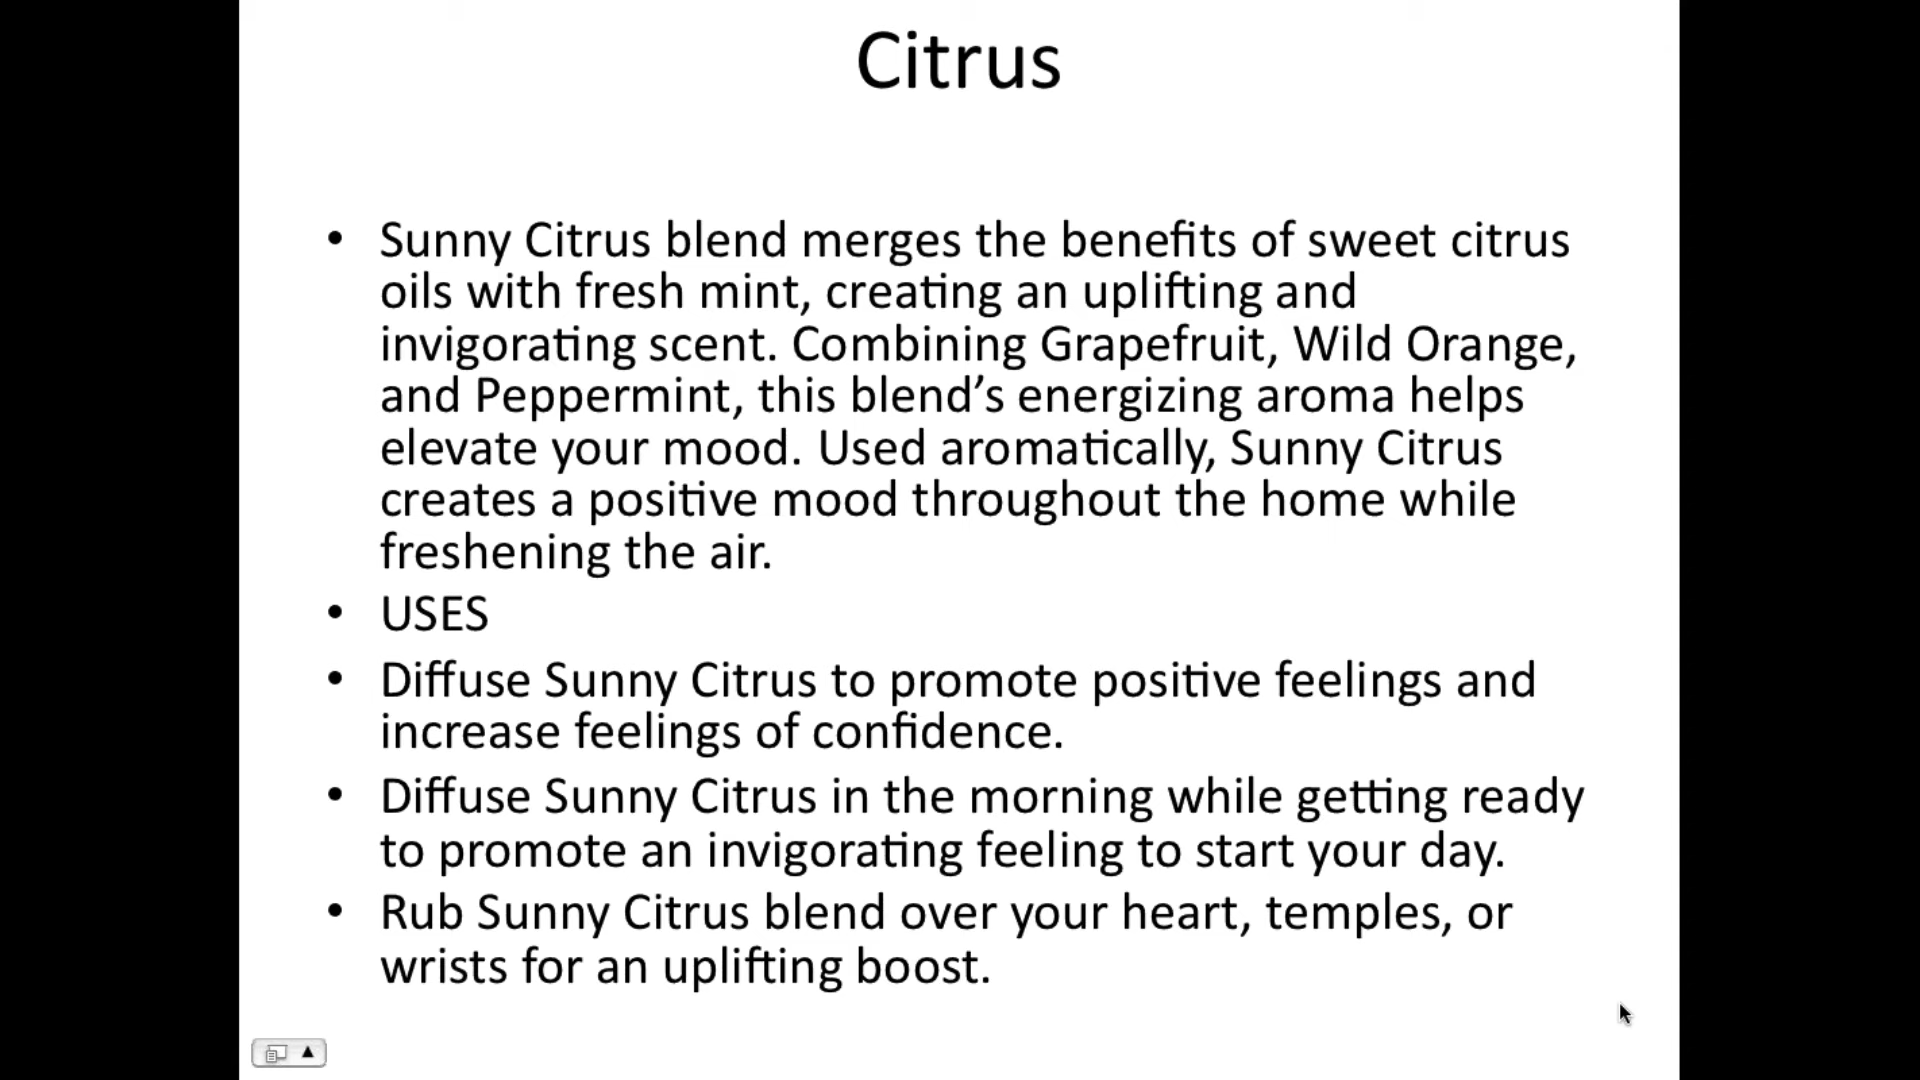 Citrus
• Sunny Citrus blend merges the benefits of sweet citrus
oils with fresh mint, creating an uplifting and
invigorating scent. Combining Grapefruit, Wild Orange,
and Peppermint, this blend’s energizing aroma helps
elevate your mood. Used aromatically, Sunny Citrus
creates a positive mood throughout the home while
freshening the air.
• USES
• Diffuse Sunny Citrus to promote positive feelings and
increase feelings of confidence.
• Diffuse Sunny Citrus in the morning while getting ready
to promote an invigorating feeling to start your day.
• Rub Sunny Citrus blend over your heart, temples, or
wrists for an uplifting boost.